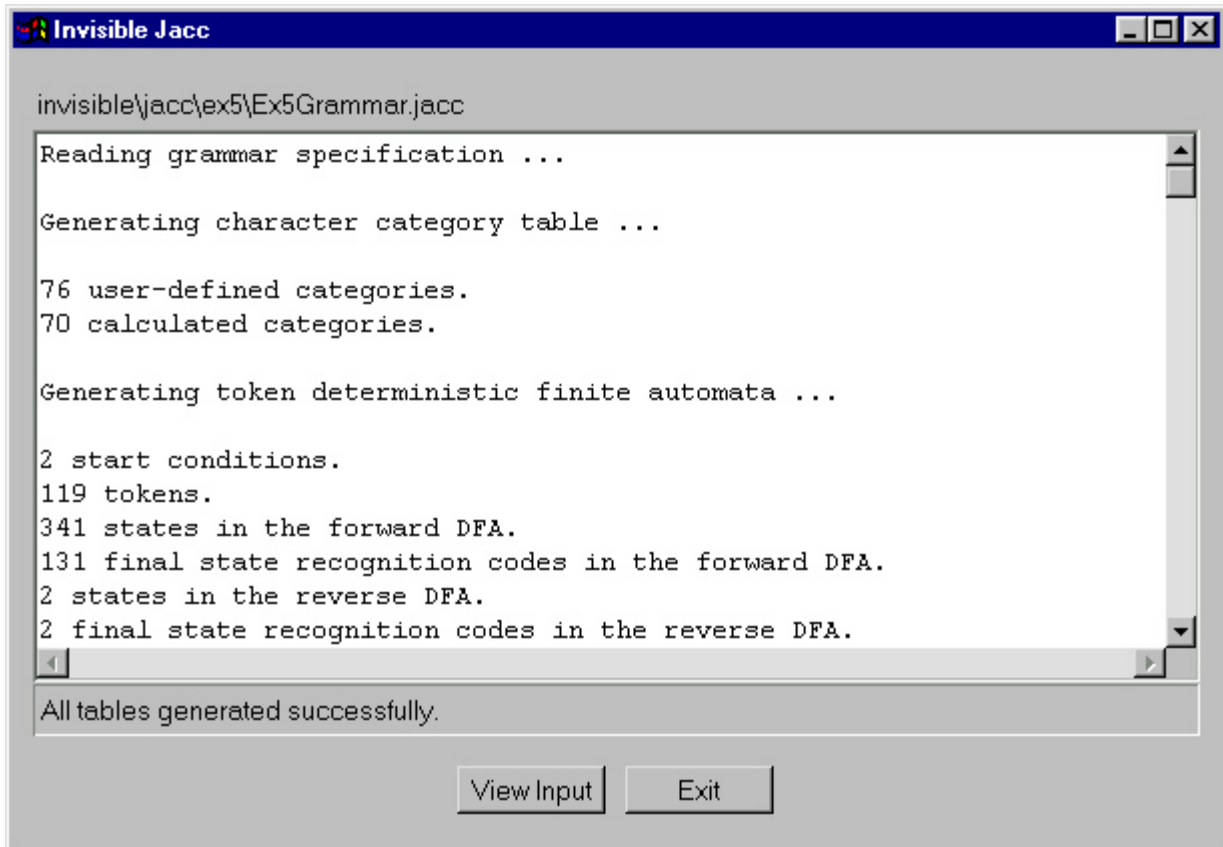 Invisible Jacc
invisible\jacc\ex5\Ex5Grammar.jacc
Reading grammar specification ...
Generating character category table ...
76 user-defined categories.
70 calculated categories.
Generating token deterministic finite automata ...
2 start conditions.
119 tokens.
341 states in the forward DFA.
131 final state recognition codes in the forward DFA.
2 states in the reverse DFA.
2 final state recognition codes in the reverse DFA.
All tables generated successfully.
View Input Exit